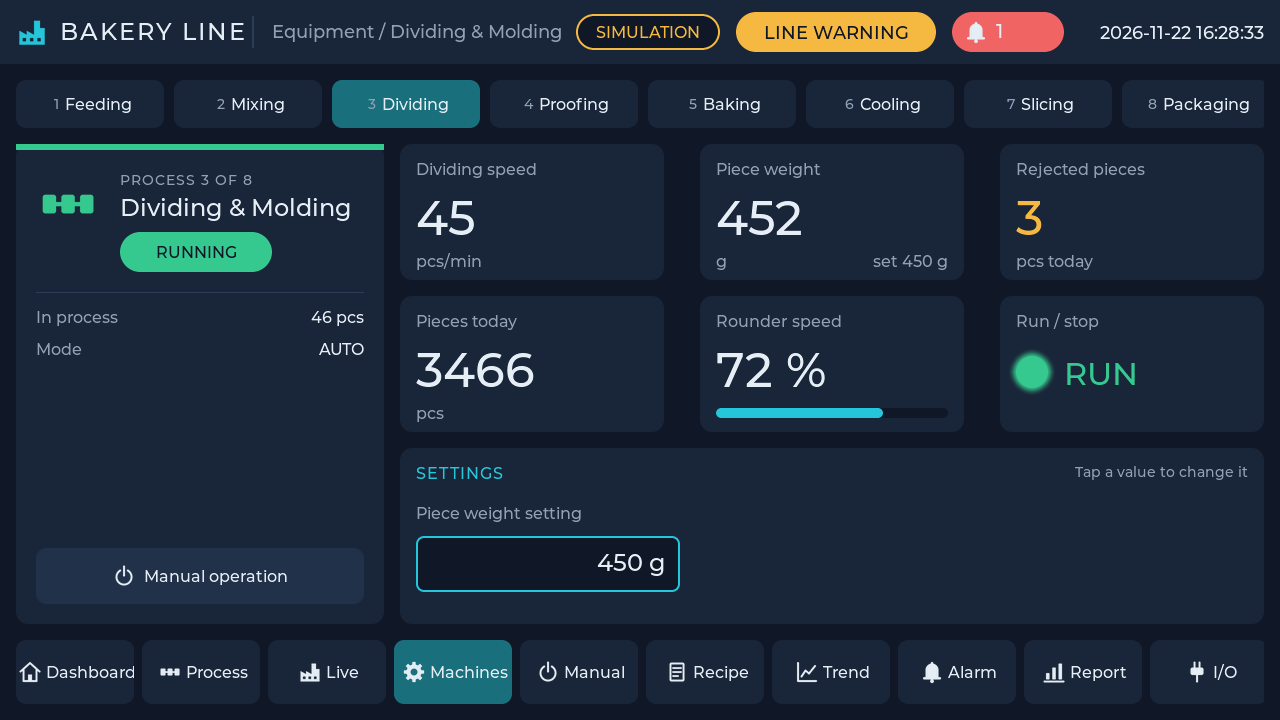 BAKERY LINE
Equipment / Dividing & Molding
SIMULATION
LINE WARNING
1
2026-11-22 16:28:33
1 Feeding
2 Mixing
3 Dividing
4 Proofing
5 Baking
6 Cooling
7 Slicing
8 Packaging
PROCESS 3 OF 8
Dividing & Molding
RUNNING
In process 46 pcs
Mode AUTO
Manual operation
Dividing speed
45
pcs/min
Piece weight
452
g set 450 g
Rejected pieces
3
pcs today
Pieces today
3466
pcs
Rounder speed
72 %
Run / stop
RUN
SETTINGS
Tap a value to change it
Piece weight setting
450 g
Dashboard
Process
Live
Machines
Manual
Recipe
Trend
Alarm
Report
I/O